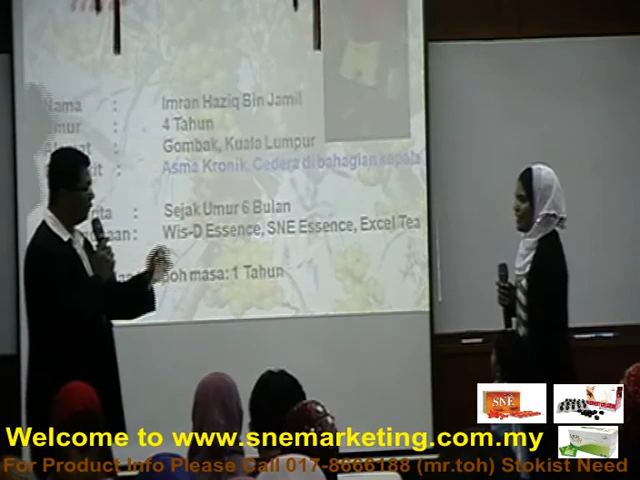 Nama : Imran Haziq Bin Jamil
Umur : 4 Tahun
: Gombak, Kuala Lumpur
: Asma Kronik, Cedera di bahagian kepala
: Sejak Umur 6 Bulan
: Wis-D Essence, SNE Essence, Excel Tea
masa: 1 Tahun
SNE
Welcome to www.snemarketing.com.my
For Product Info Please Call 017-8666188 (mr.toh) Stokist Need